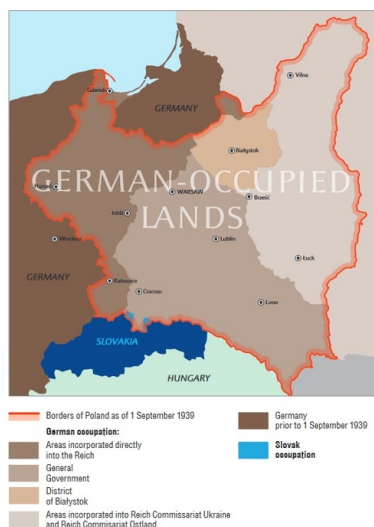 Vilna
Gdańsk
GERMANY
Białystok
GERMAN-OCCUPIED
LANDS
Poznań
WARSAW
Brześć
Łódź
Wrocław
Lublin
Łuck
GERMANY
Katowice
Cracow
Lwów
SLOVAKIA
HUNGARY
Borders of Poland as of 1 September 1939
German occupation:
Areas incorporated directly
into the Reich
General
Government
District
of Białystok
Areas incorporated into Reich Commissariat Ukraine
and Reich Comissariat Ostland
Germany
prior to 1 September 1939
Slovak
occupation